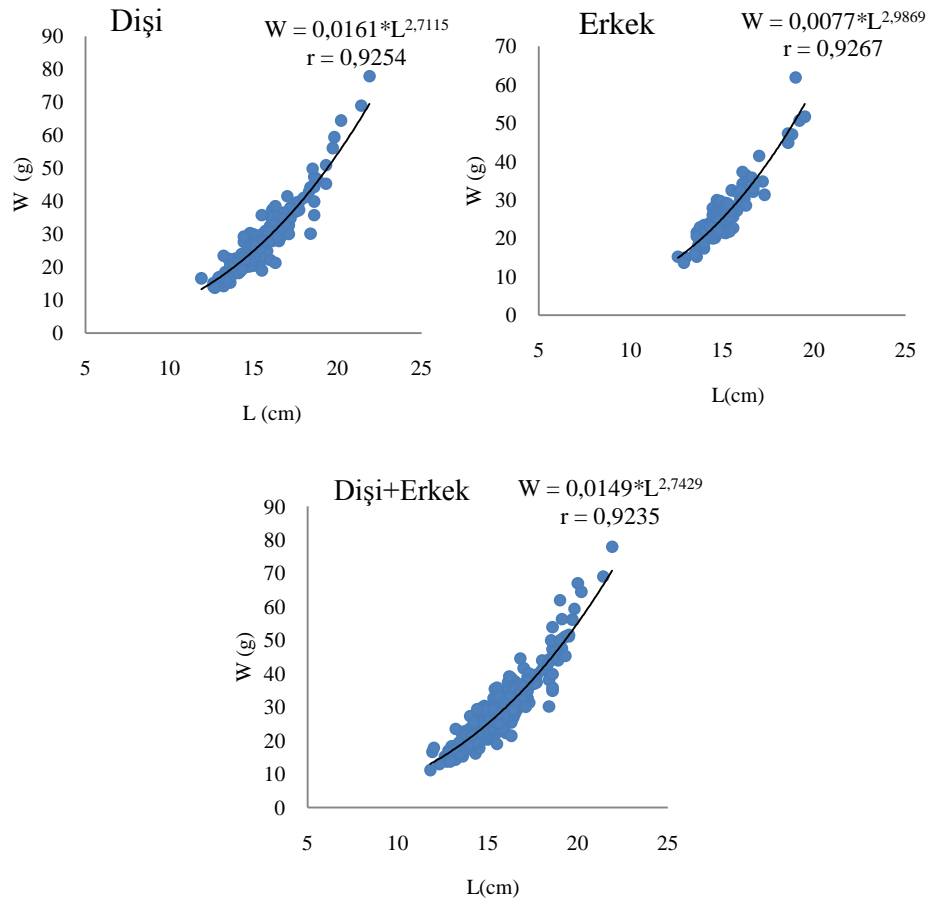 Dişi
W = 0,0161*L^2,7115
r = 0,9254
90
80
70
60
50
40
30
20
10
0
W (g)
5 10 15 20 25
L (cm)
Erkek
W = 0,0077*L^2,9869
r = 0,9267
70
60
50
40
30
20
10
0
W (g)
5 10 15 20 25
L(cm)
Dişi+Erkek
W = 0,0149*L^2,7429
r = 0,9235
90
80
70
60
50
40
30
20
10
0
W (g)
5 10 15 20 25
L(cm)